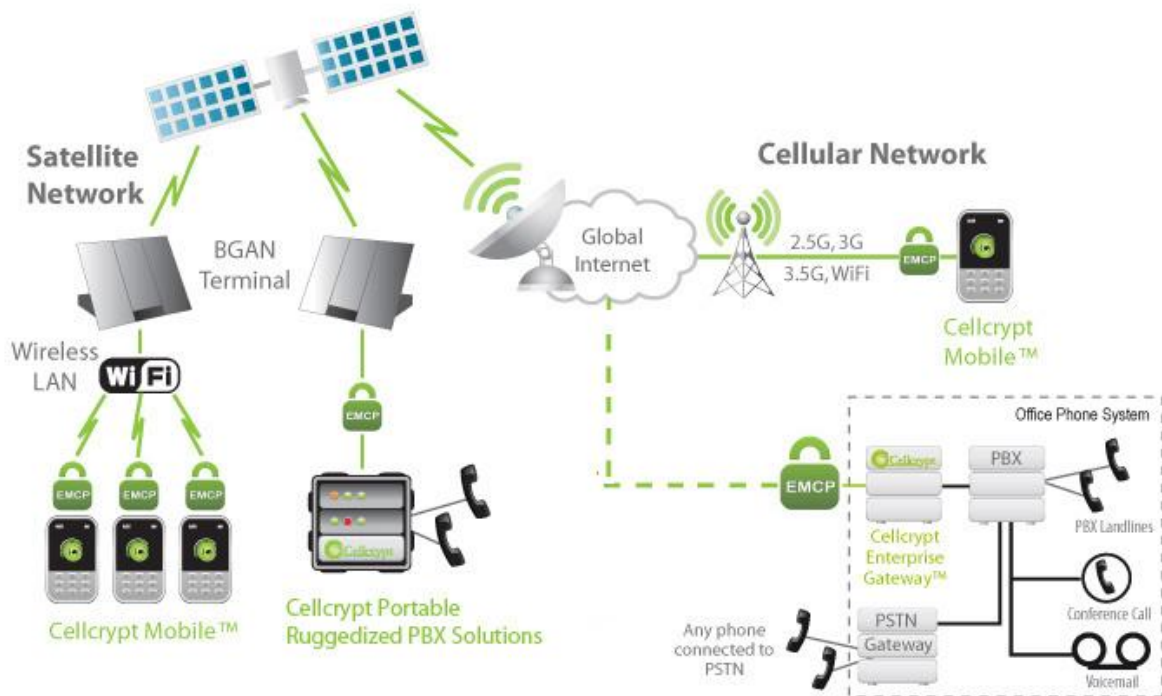 Satellite
Network
Cellular Network
BGAN
Terminal
Global
Internet
2.5G, 3G
3.5G, WiFi
EMCP
Cellcrypt
Mobile™
Wireless
LAN
Wi Fi
EMCP
EMCP
EMCP
EMCP
Cellcrypt Mobile™
Cellcrypt
Cellcrypt Portable
Ruggedized PBX Solutions
Office Phone System
EMCP
Cellcrypt
PBX
PBX Landlines
Cellcrypt
Enterprise
Gateway™
Conference Call
Any phone
connected to
PSTN
PSTN
Gateway
Voicemail